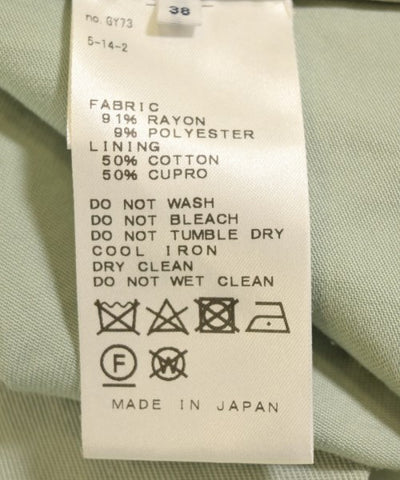 38
no. GY73
5-14-2
FABRIC
91% RAYON
9% POLYESTER
LINING
50% COTTON
50% CUPRO
DO NOT WASH
DO NOT BLEACH
DO NOT TUMBLE DRY
COOL IRON
DRY CLEAN
DO NOT WET CLEAN
F W
MADE IN JAPAN